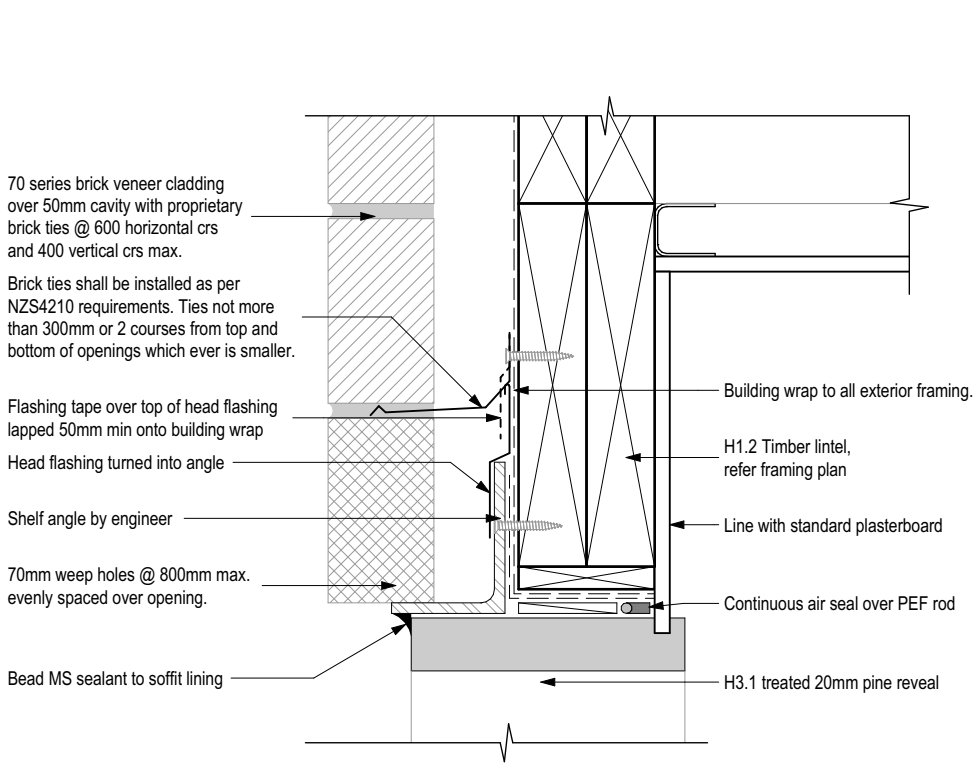 70 series brick veneer cladding
over 50mm cavity with proprietary
brick ties @ 600 horizontal crs
and 400 vertical crs max.
Brick ties shall be installed as per
NZS4210 requirements. Ties not more
than 300mm or 2 courses from top and
bottom of openings which ever is smaller.
Flashing tape over top of head flashing
lapped 50mm min onto building wrap
Head flashing turned into angle
Shelf angle by engineer
70mm weep holes @ 800mm max.
evenly spaced over opening.
Bead MS sealant to soffit lining
Building wrap to all exterior framing.
H1.2 Timber lintel,
refer framing plan
Line with standard plasterboard
Continuous air seal over PEF rod
H3.1 treated 20mm pine reveal